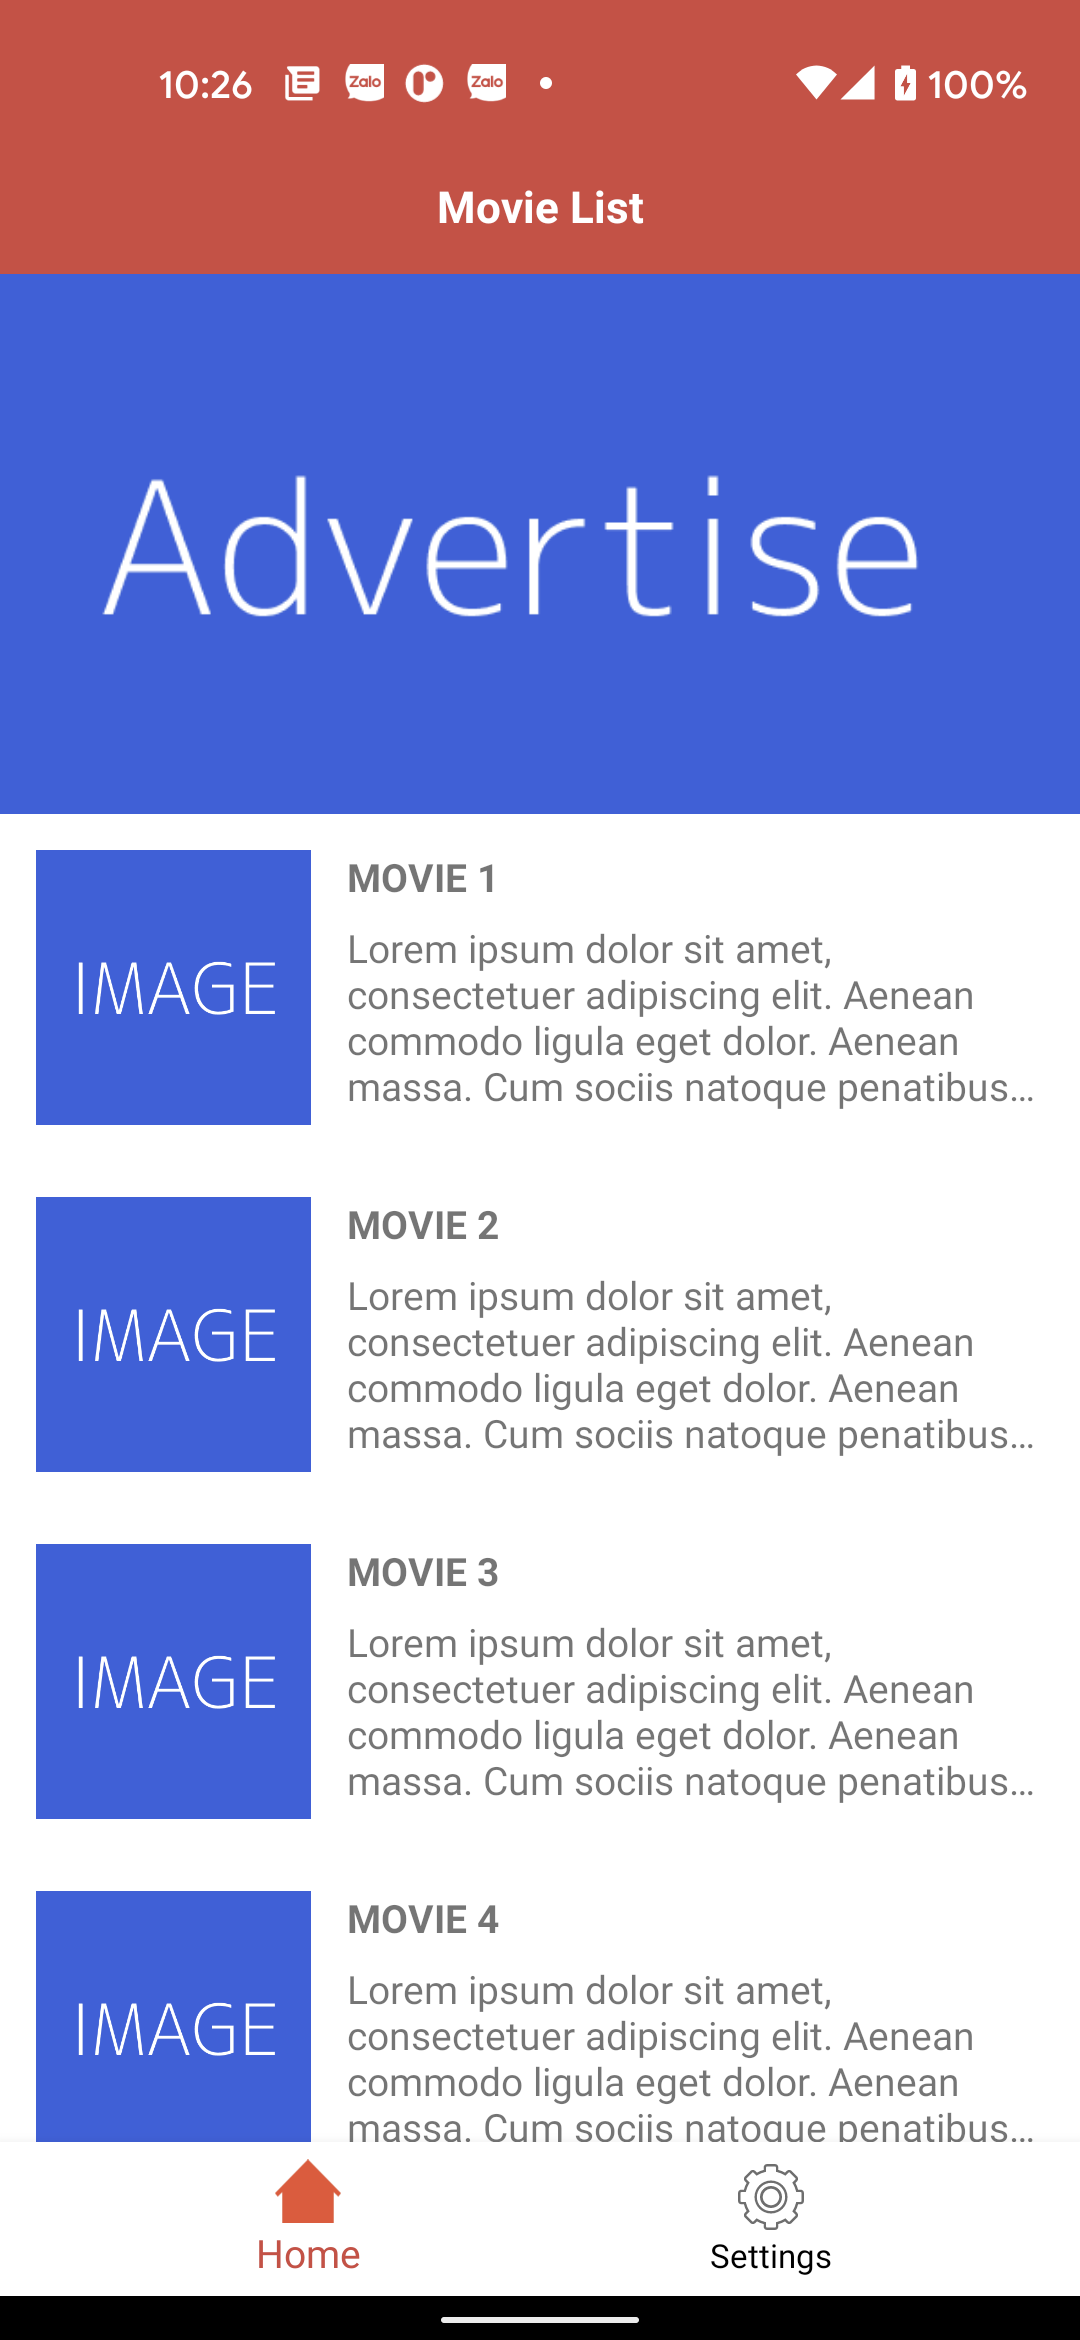 10:26 Zalo Zalo 100%
Movie List
Advertise
IMAGE
MOVIE 1
Lorem ipsum dolor sit amet,
consectetuer adipiscing elit. Aenean
commodo ligula eget dolor. Aenean
massa. Cum sociis natoque penatibus…
IMAGE
MOVIE 2
Lorem ipsum dolor sit amet,
consectetuer adipiscing elit. Aenean
commodo ligula eget dolor. Aenean
massa. Cum sociis natoque penatibus…
IMAGE
MOVIE 3
Lorem ipsum dolor sit amet,
consectetuer adipiscing elit. Aenean
commodo ligula eget dolor. Aenean
massa. Cum sociis natoque penatibus…
IMAGE
MOVIE 4
Lorem ipsum dolor sit amet,
consectetuer adipiscing elit. Aenean
commodo ligula eget dolor. Aenean
massa. Cum sociis natoque penatibus…
Home
Settings